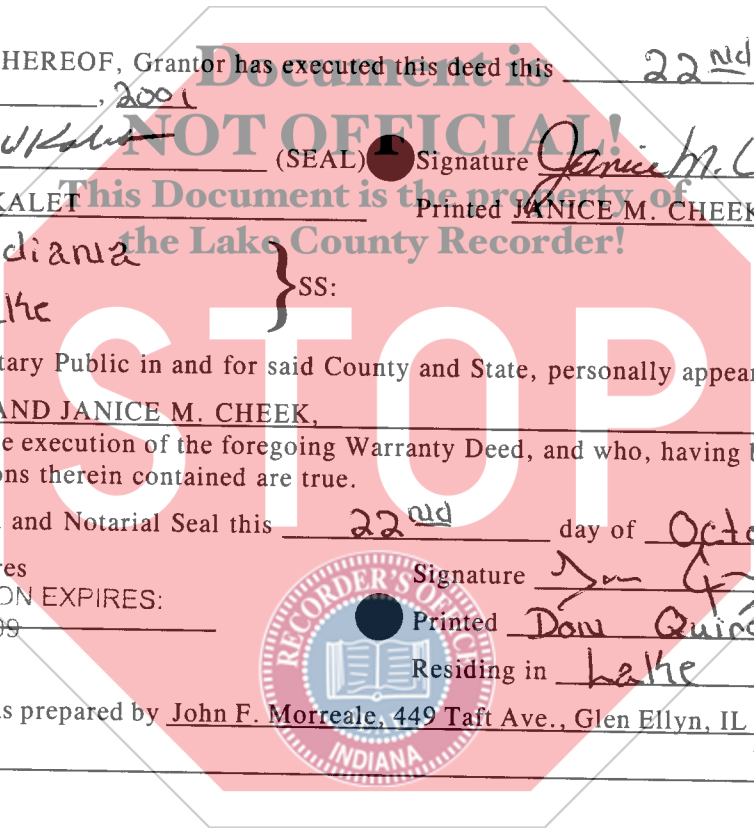 HEREOF, Grantor has executed this deed this 22nd
Document is
, 2001
NOT OFFICIAL!
(SEAL) Signature Janice M. C
This Document is the property of
KALET Printed JANICE M. CHEEK
the Lake County Recorder!
diana
SS:
ake
STOP
tary Public in and for said County and State, personally appear
AND JANICE M. CHEEK,
e execution of the foregoing Warranty Deed, and who, having b
ons therein contained are true.
and Notarial Seal this 22nd day of Octo
res Signature
ON EXPIRES:
09 Printed Don Quin
Residing in Lake
RECORDER'S OFFICE
INDIANA
s prepared by John F. Morreale, 449 Taft Ave., Glen Ellyn, IL